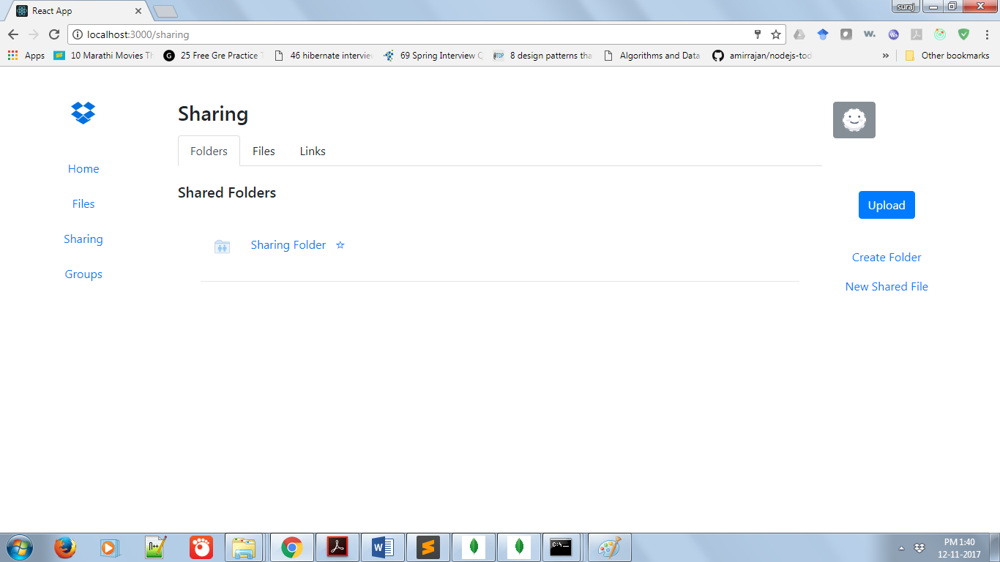 React App
suraj
localhost:3000/sharing
Apps
10 Marathi Movies Th
25 Free Gre Practice T
46 hibernate interview
69 Spring Interview Q
8 design patterns tha
Algorithms and Data
amirrajan/nodejs-tod
»
Other bookmarks
Sharing
Folders Files Links
Home
Files
Sharing
Groups
Shared Folders
Sharing Folder ☆
Upload
Create Folder
New Shared File
PM 1:40
12-11-2017